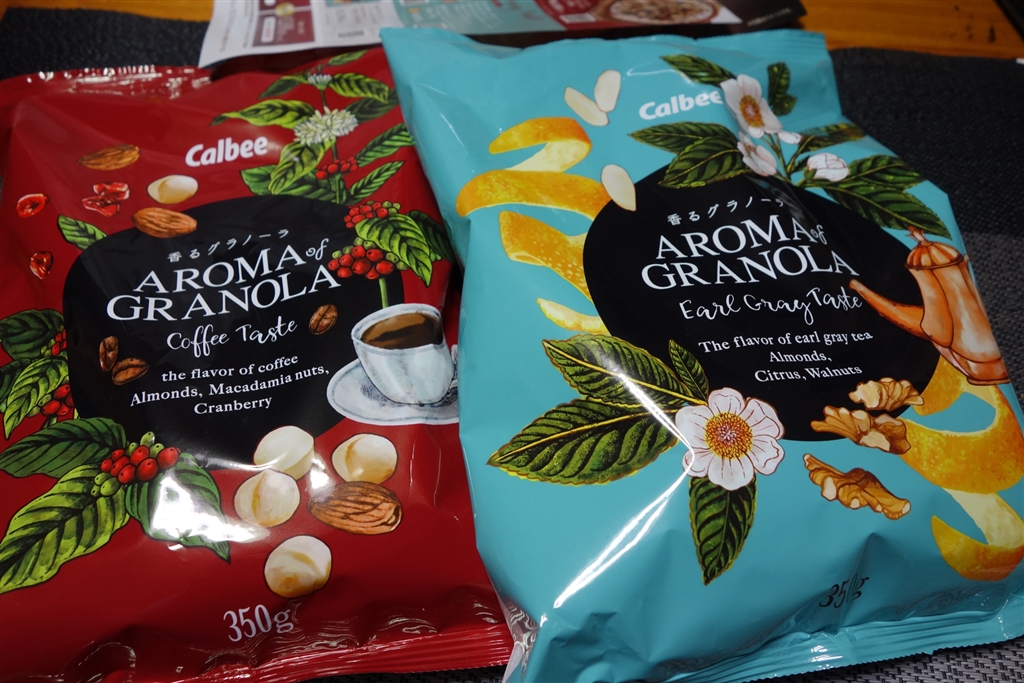 Calbee
香るグラノーラ
AROMA of
GRANOLA
Coffee Taste
the flavor of coffee
Almonds, Macadamia nuts,
Cranberry
350g
Calbee
香るグラノーラ
AROMA of
GRANOLA
Earl Gray Taste
The flavor of earl gray tea
Almonds,
Citrus, Walnuts
350g